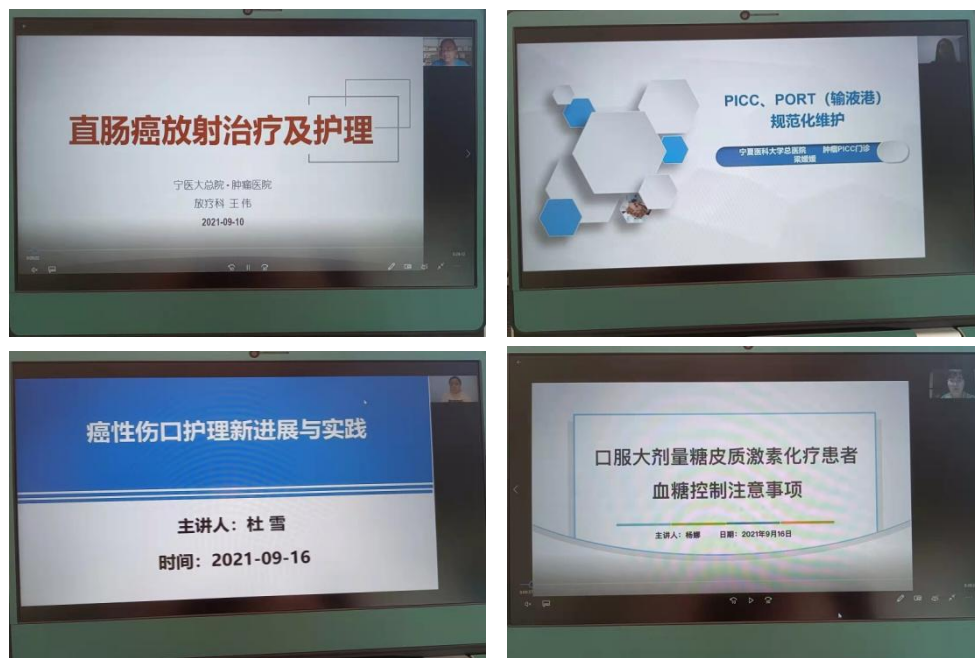 直肠癌放射治疗及护理
宁医大总院·肿瘤医院
放疗科 王伟
2021-09-10
PICC、PORT（输液港）
规范化维护
宁夏医科大学总医院 肿瘤PICC门诊
梁媛媛
癌性伤口护理新进展与实践
主讲人：杜 雪
时间：2021-09-16
口服大剂量糖皮质激素化疗患者
血糖控制注意事项
主讲人：杨娜 日期：2021年9月16日